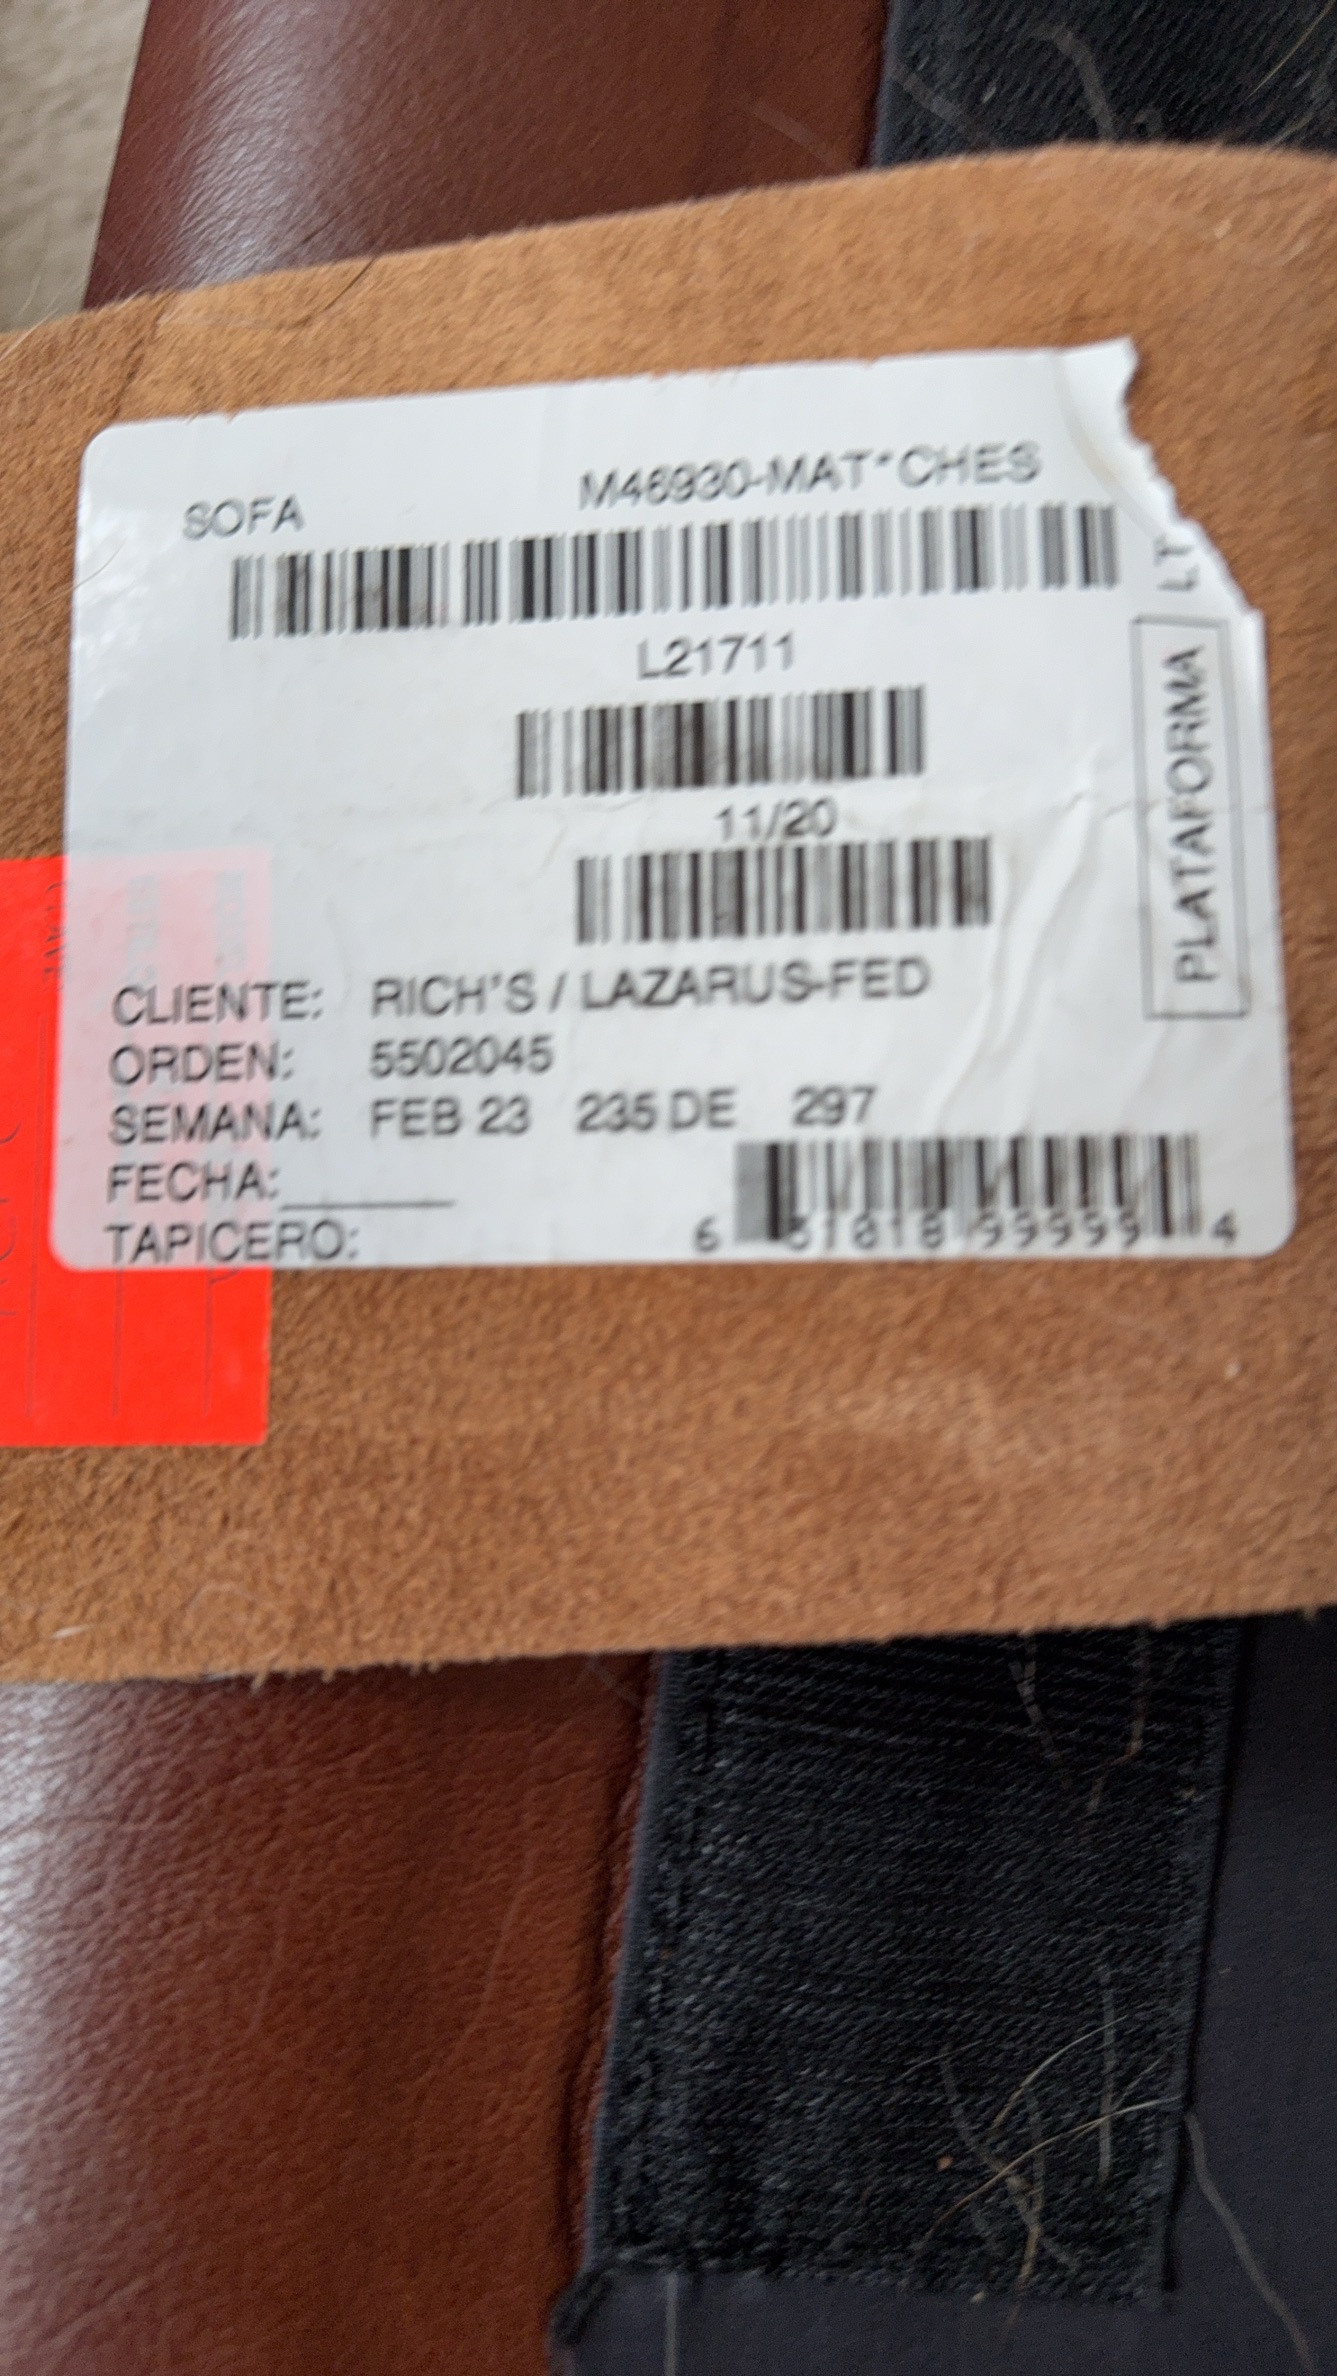 SOFA M46930-MAT*CHES
L21711
11/20
CLIENTE: RICH'S / LAZARUS-FED
ORDEN: 5502045
SEMANA: FEB 23 235 DE 297
FECHA:
TAPICERO:
PLATAFORMA LT